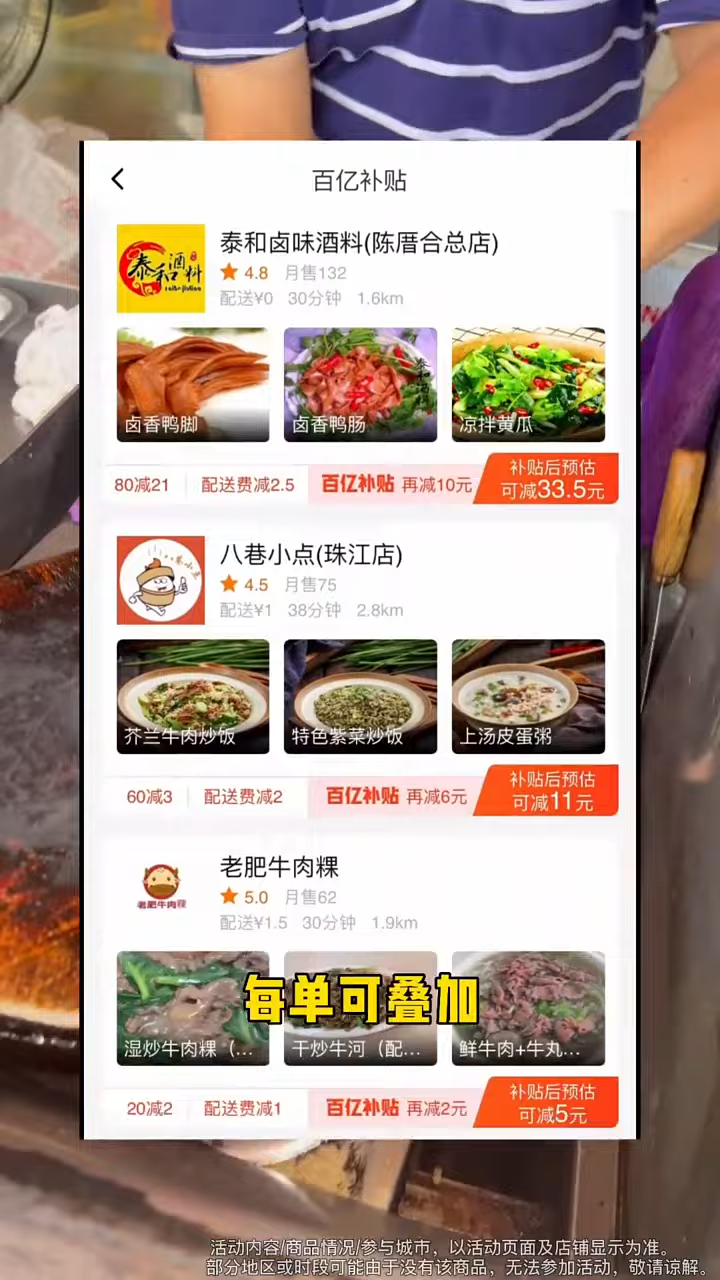 百亿补贴
泰和酒料
泰和卤味酒料(陈厝合总店)
4.8 月售132
配送¥0 30分钟 1.6km
卤香鸭脚
卤香鸭肠
凉拌黄瓜
80减21 配送费减2.5 百亿补贴 再减10元 补贴后预估
可减33.5元
八巷小点(珠江店)
4.5 月售75
配送¥1 38分钟 2.8km
芥兰牛肉炒饭
特色紫菜炒饭
上汤皮蛋粥
60减3 配送费减2 百亿补贴 再减6元 补贴后预估
可减11元
老肥牛肉粿
老肥牛肉粿
5.0 月售62
配送¥1.5 30分钟 1.9km
每单可叠加
湿炒牛肉粿（...
干炒牛河（配...
鲜牛肉+牛丸...
20减2 配送费减1 百亿补贴 再减2元 补贴后预估
可减5元
活动内容/商品情况/参与城市，以活动页面及店铺显示为准。
部分地区或时段可能由于没有该商品，无法参加活动，敬请谅解。